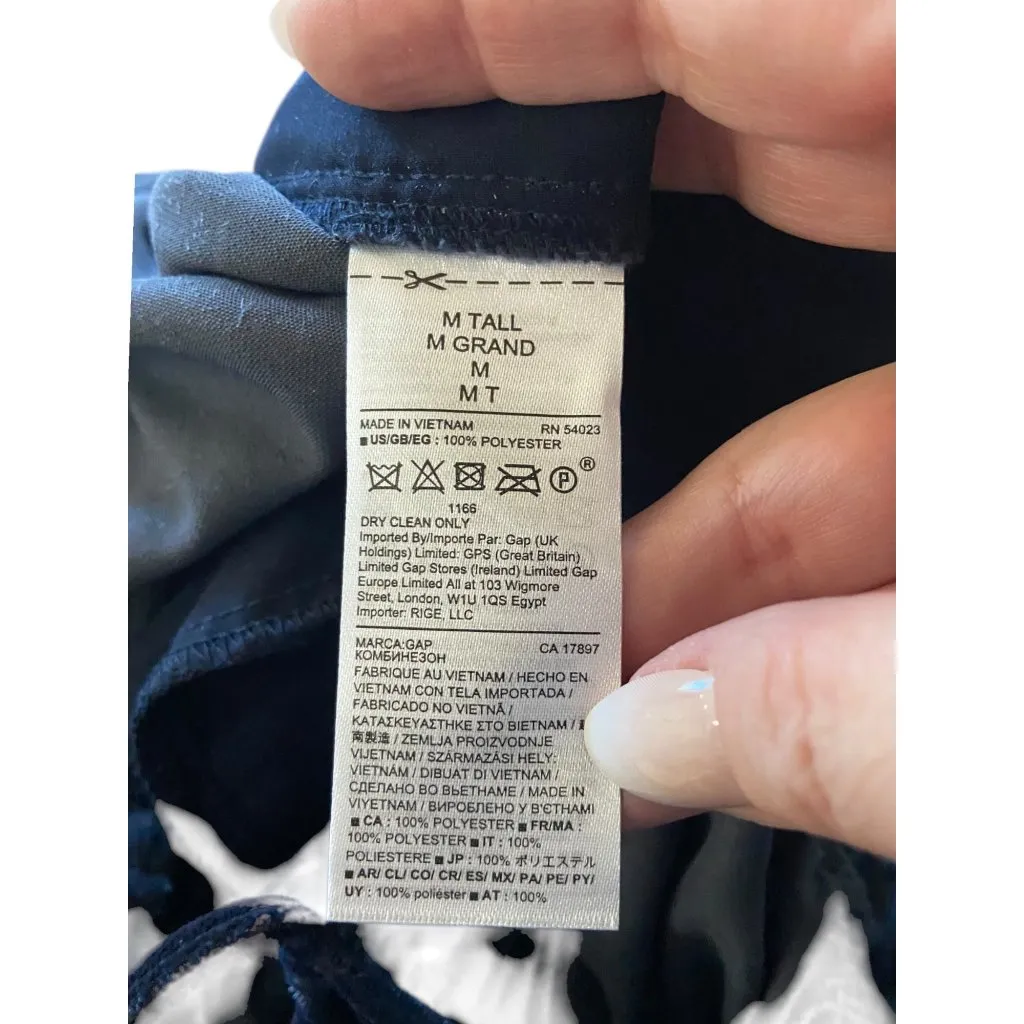 M TALL
M GRAND
M
M T
MADE IN VIETNAM RN 54023
■ US/GB/EG : 100% POLYESTER
P ®
1166
DRY CLEAN ONLY
Imported By/Importe Par: Gap (UK
Holdings) Limited: GPS (Great Britain)
Limited Gap Stores (Ireland) Limited Gap
Europe Limited All at 103 Wigmore
Street, London, W1U 1QS Egypt
Importer: RIGE, LLC
MARCA:GAP CA 17897
КОМБИНЕЗОН
FABRIQUE AU VIETNAM / HECHO EN
VIETNAM CON TELA IMPORTADA /
FABRICADO NO VIETNÃ /
ΚΑΤΑΣΚΕΥΑΣΤΗΚΕ ΣΤΟ ΒΙΕΤΝΑΜ /
南製造 / ZEMLJA PROIZVODNJE
VIJETNAM / SZÁRMAZÁSI HELY:
VIETNÁM / DIBUAT DI VIETNAM /
СДЕЛАНО ВО ВЬЕТНАМЕ / MADE IN
VIYETNAM / ВИРОБЛЕНО У В'ЄТНАМІ
■ CA : 100% POLYESTER ■ FR/MA :
100% POLYESTER ■ IT : 100%
POLIESTERE ■ JP : 100% ポリエステル
■ AR/ CL/ CO/ CR/ ES/ MX/ PA/ PE/ PY/
UY : 100% poliéster ■ AT : 100%